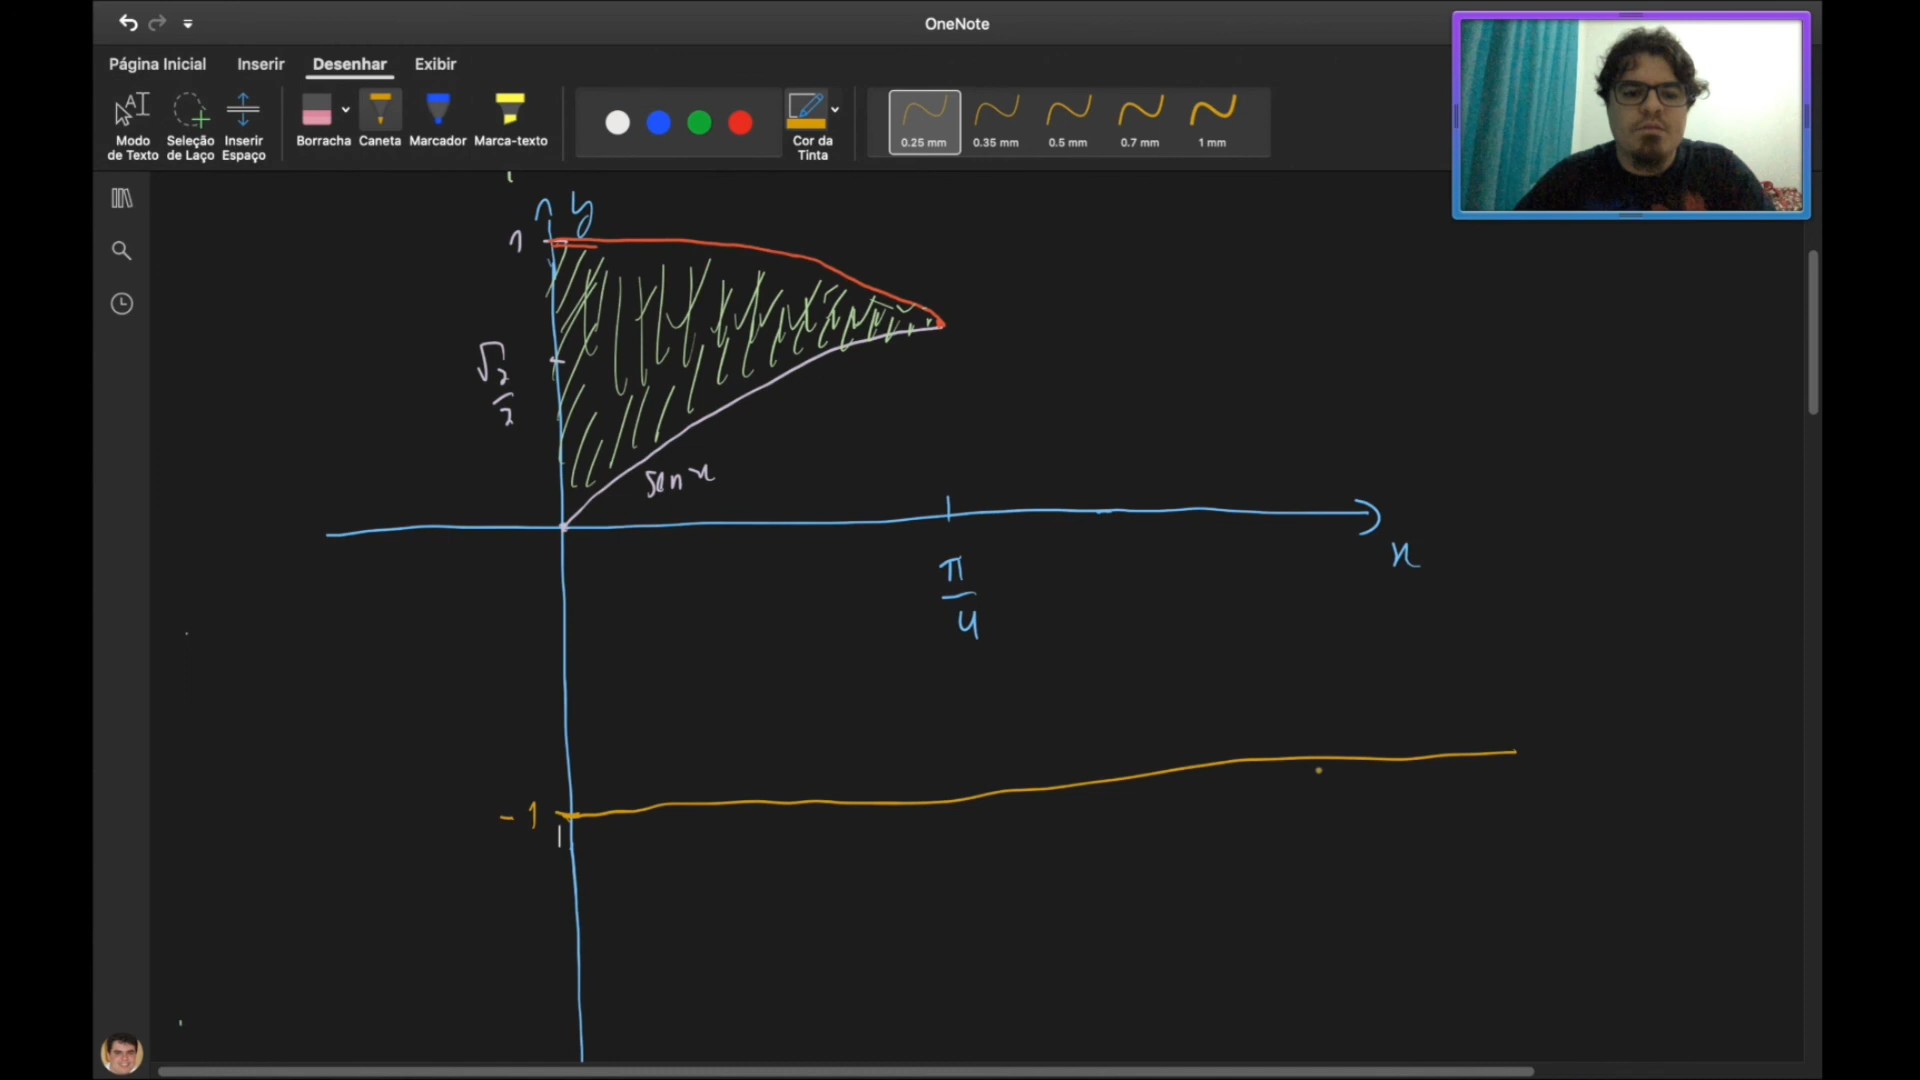 OneNote
Página Inicial Inserir Desenhar Exibir
Modo de Texto
Seleção de Laço
Inserir Espaço
Borracha
Caneta
Marcador
Marca-texto
Cor da Tinta
0.25 mm
0.35 mm
0.5 mm
0.7 mm
1 mm
y
1
√2/2
sen x
x
π/4
-1